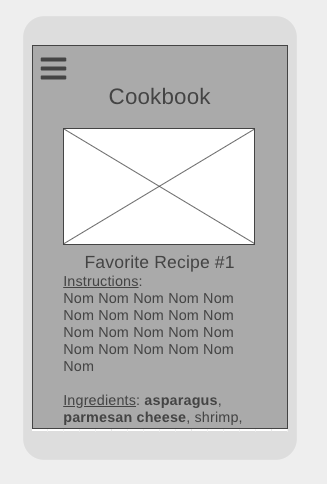 Cookbook
Favorite Recipe #1
Instructions:
Nom Nom Nom Nom Nom
Nom Nom Nom Nom Nom
Nom Nom Nom Nom Nom
Nom Nom Nom Nom Nom
Nom
Ingredients: asparagus,
parmesan cheese, shrimp,